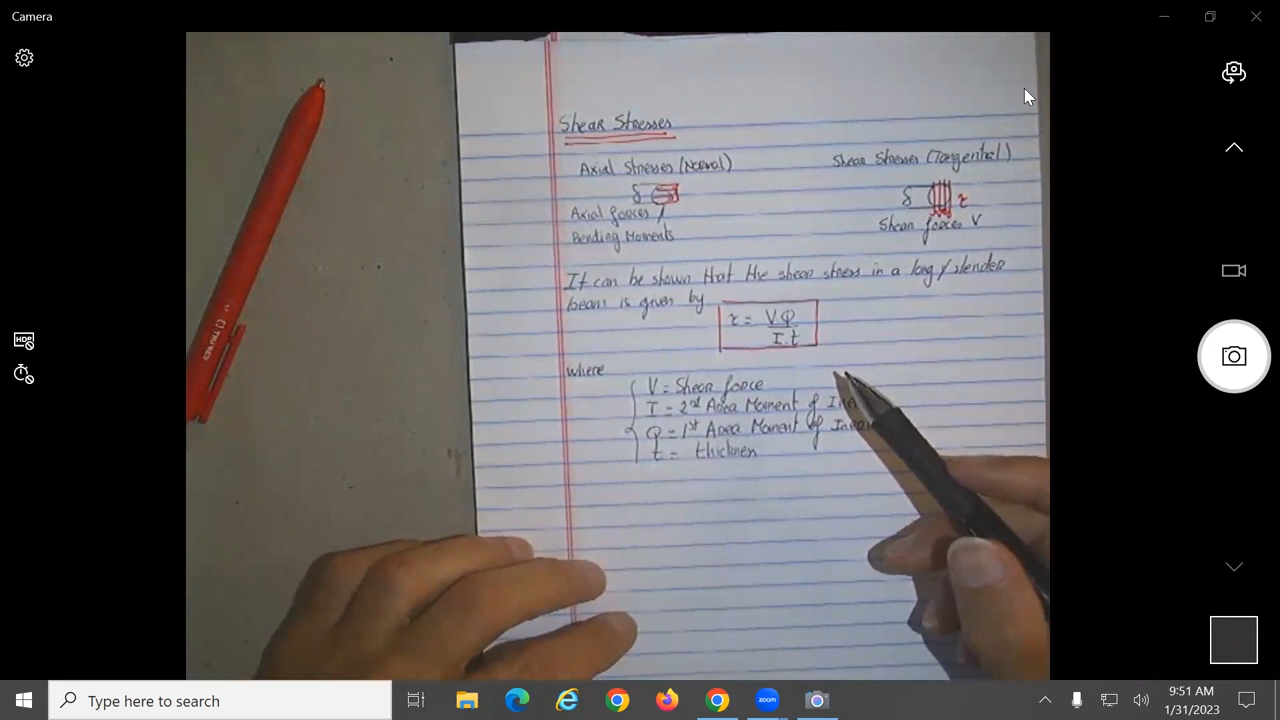 Camera
Shear Stresses
Axial Stresses (Normal)
Shear Stresses (Tangential)
δ
δ
τ
Axial forces /
Shear forces V
Bending Moments
It can be shown that the shear stress in a long/slender
beam is given by
τ = VQ
I.t
where
V = Shear force
I = 2nd Area Moment of
Q = 1st Area Moment of
t = thickness
Type here to search
zoom
9:51 AM
1/31/2023